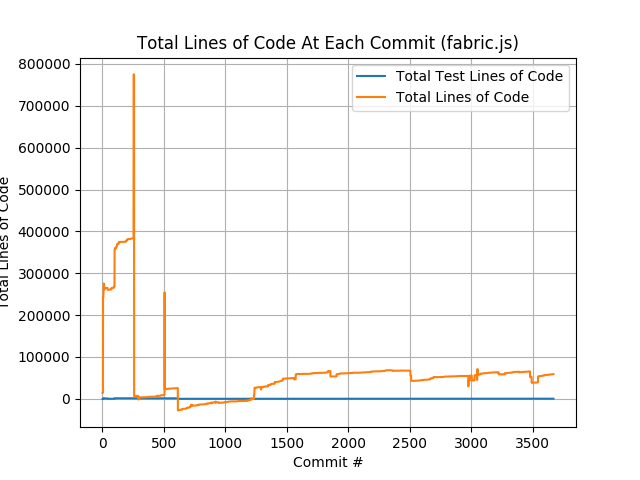 Total Lines of Code At Each Commit (fabric.js)
Total Test Lines of Code
Total Lines of Code
800000
700000
600000
500000
400000
300000
200000
100000
0
Total Lines of Code
0 500 1000 1500 2000 2500 3000 3500
Commit #